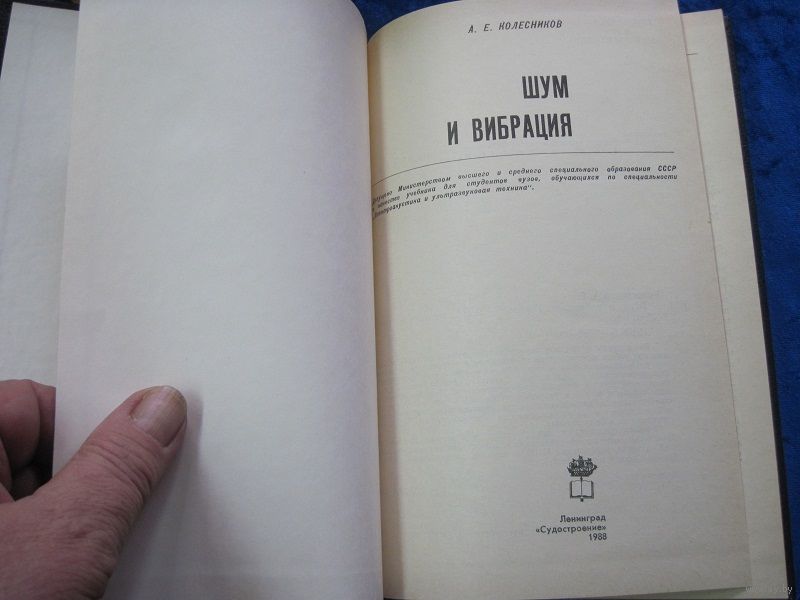 А. Е. КОЛЕСНИКОВ
ШУМ
И ВИБРАЦИЯ
Министерством высшего и среднего специального образования СССР
учебника для студентов вузов, обучающихся по специальности
и ультразвуковая техника".
Ленинград
«Судостроение»
1988